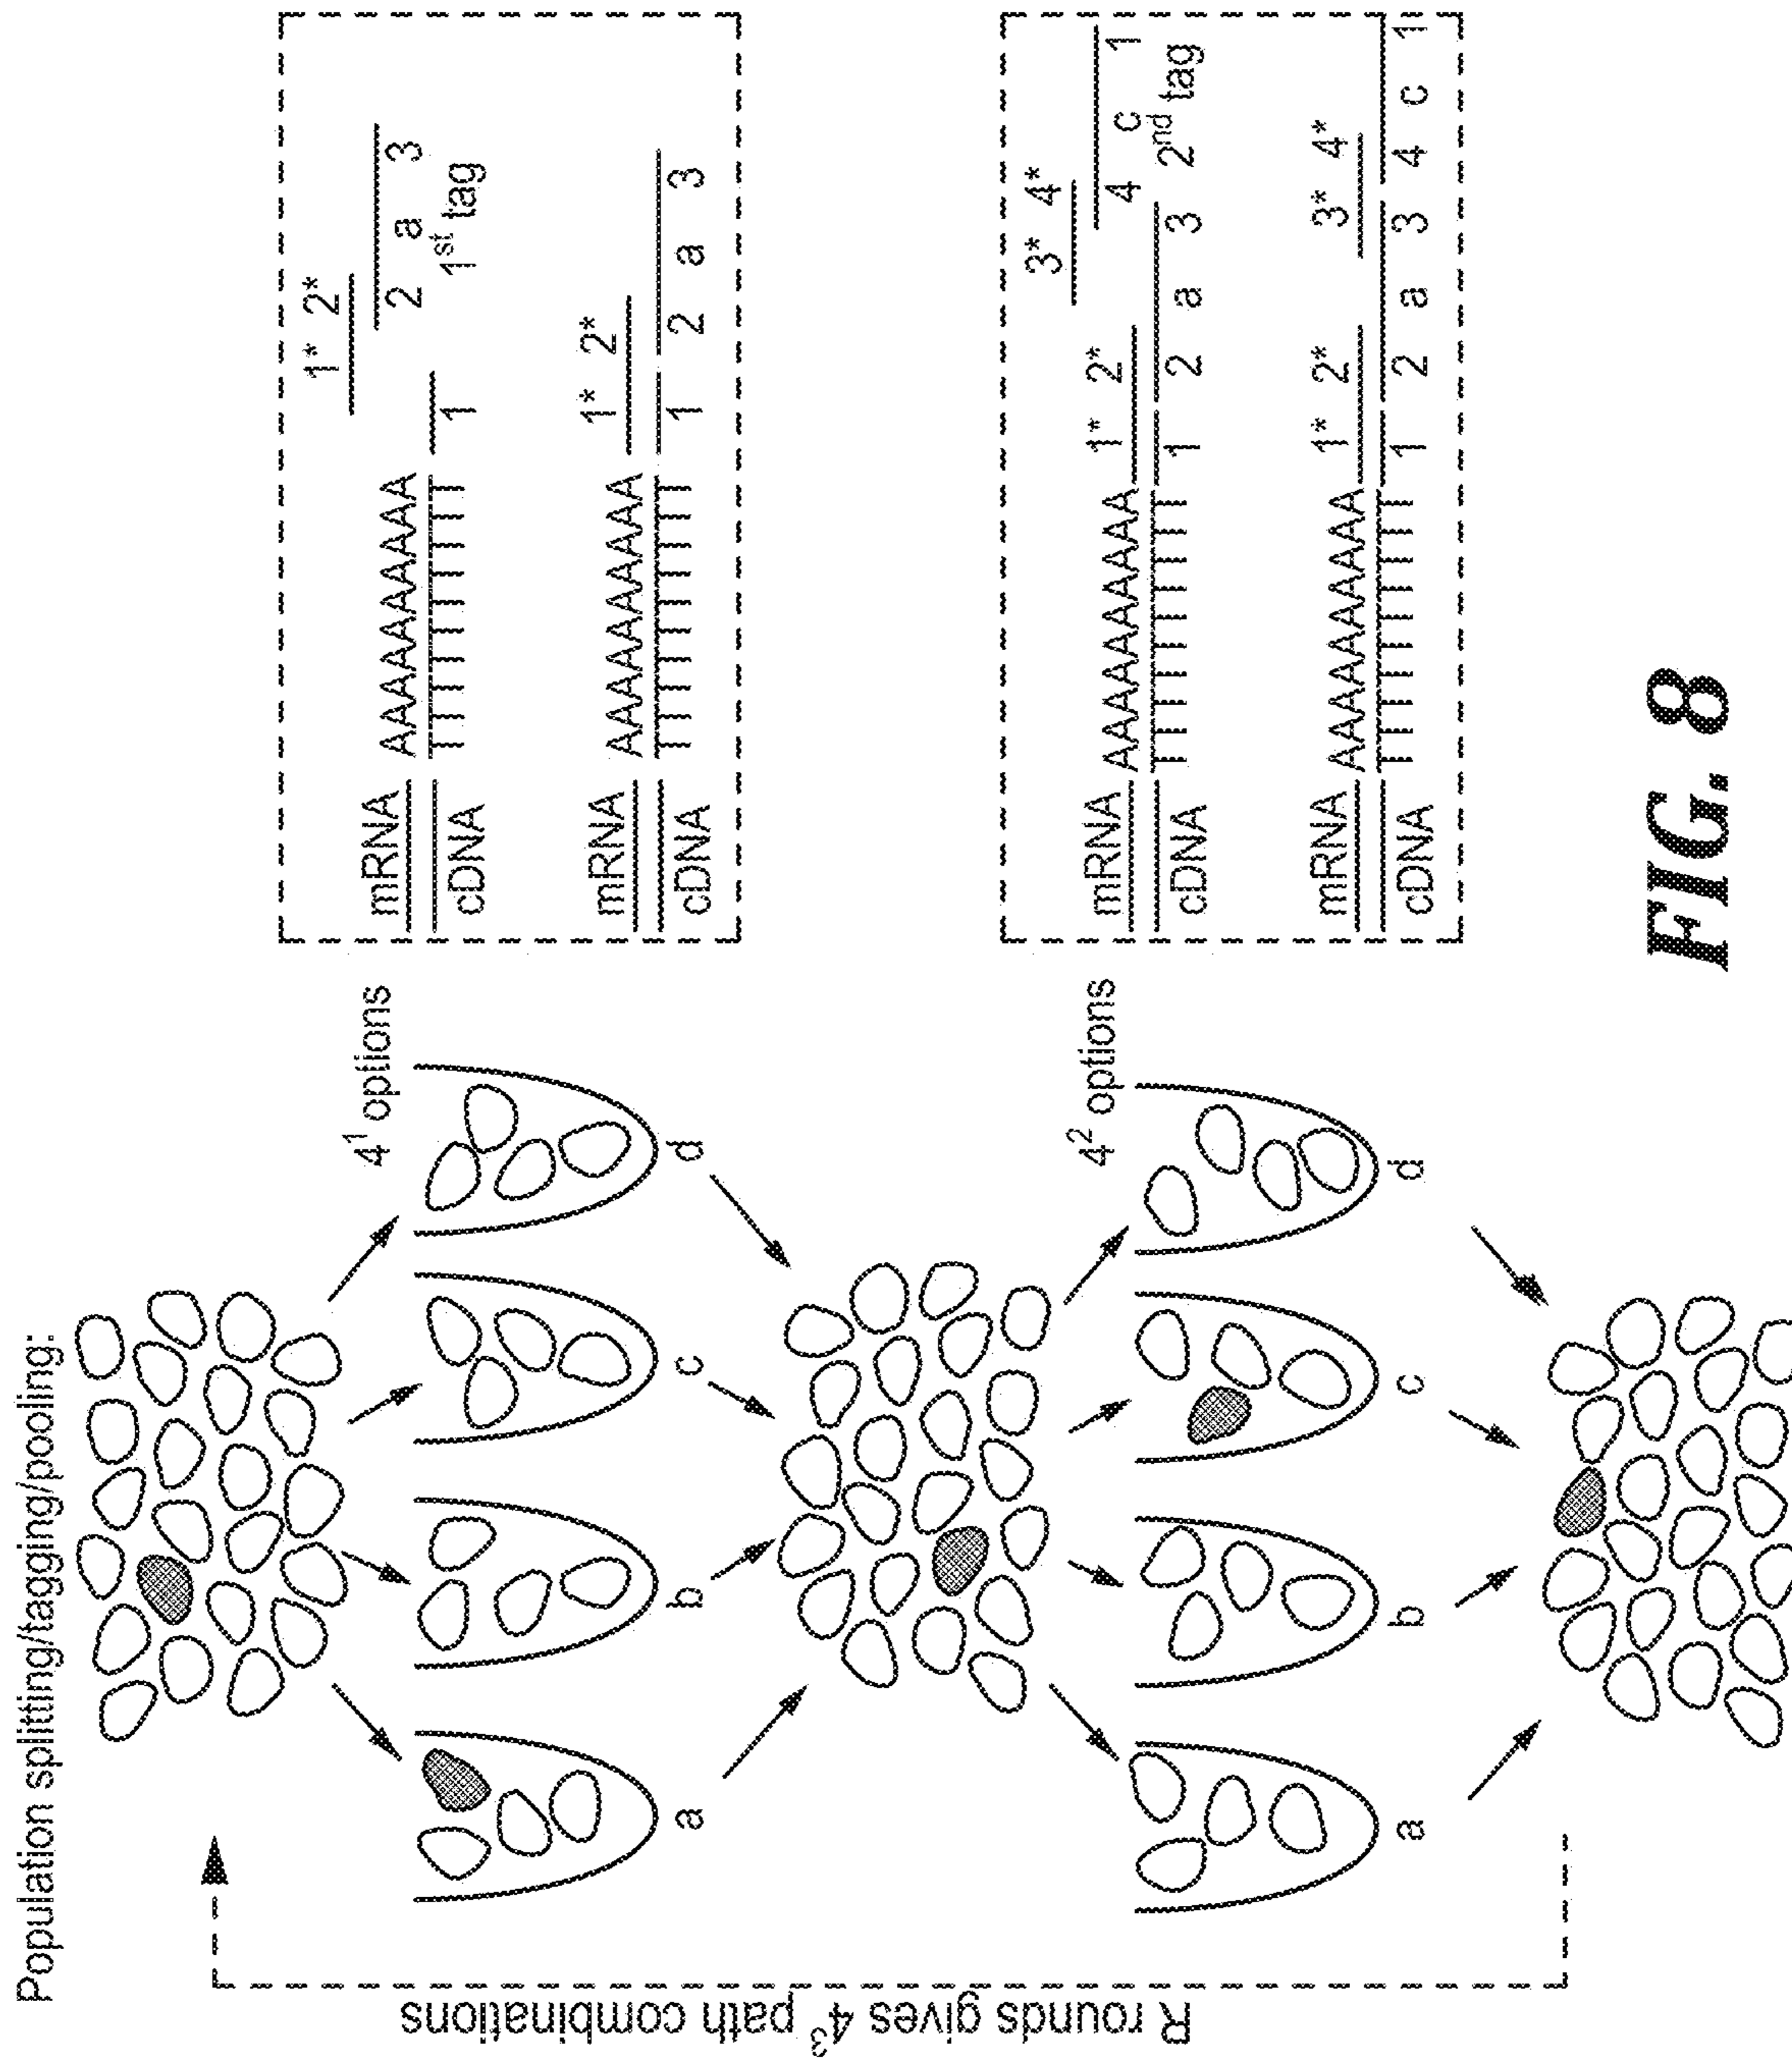 Population splitting/tagging/pooling:
4¹ options
a b c d
4² options
a b c d
R rounds gives 4³ path combinations
1* 2*
mRNA AAAAAAAAAA 2 a 3
cDNA TTTTTTTTTT 1 1st tag
1* 2*
mRNA AAAAAAAAAA
cDNA TTTTTTTTTT 1 2 a 3
3* 4*
mRNA AAAAAAAAAA 1* 2* 4 c 1
cDNA TTTTTTTTTT 1 2 a 3 2nd tag
mRNA AAAAAAAAAA 1* 2* 3* 4*
cDNA TTTTTTTTTT 1 2 a 3 4 c 1
FIG. 8